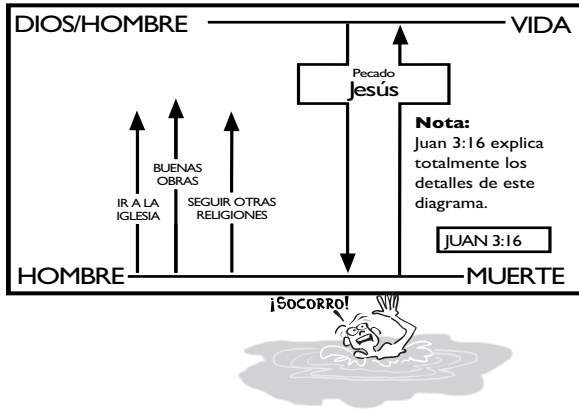 DIOS/HOMBRE VIDA
Pecado
Jesús
Nota:
Juan 3:16 explica
totalmente los
detalles de este
diagrama.
BUENAS
OBRAS
IR A LA
IGLESIA
SEGUIR OTRAS
RELIGIONES
JUAN 3:16
HOMBRE MUERTE
¡SOCORRO!